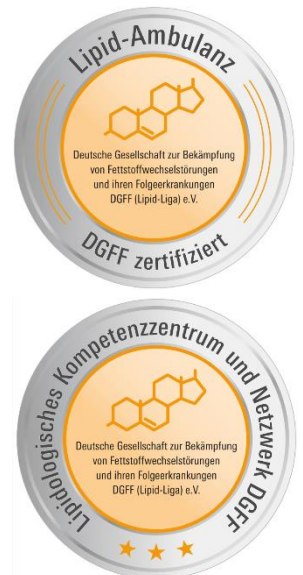 Lipid-Ambulanz
Deutsche Gesellschaft zur Bekämpfung
von Fettstoffwechselstörungen
und ihren Folgeerkrankungen
DGFF (Lipid-Liga) e.V.
DGFF zertifiziert
Lipidologisches Kompetenzzentrum und Netzwerk DGFF
Deutsche Gesellschaft zur Bekämpfung
von Fettstoffwechselstörungen
und ihren Folgeerkrankungen
DGFF (Lipid-Liga) e.V.